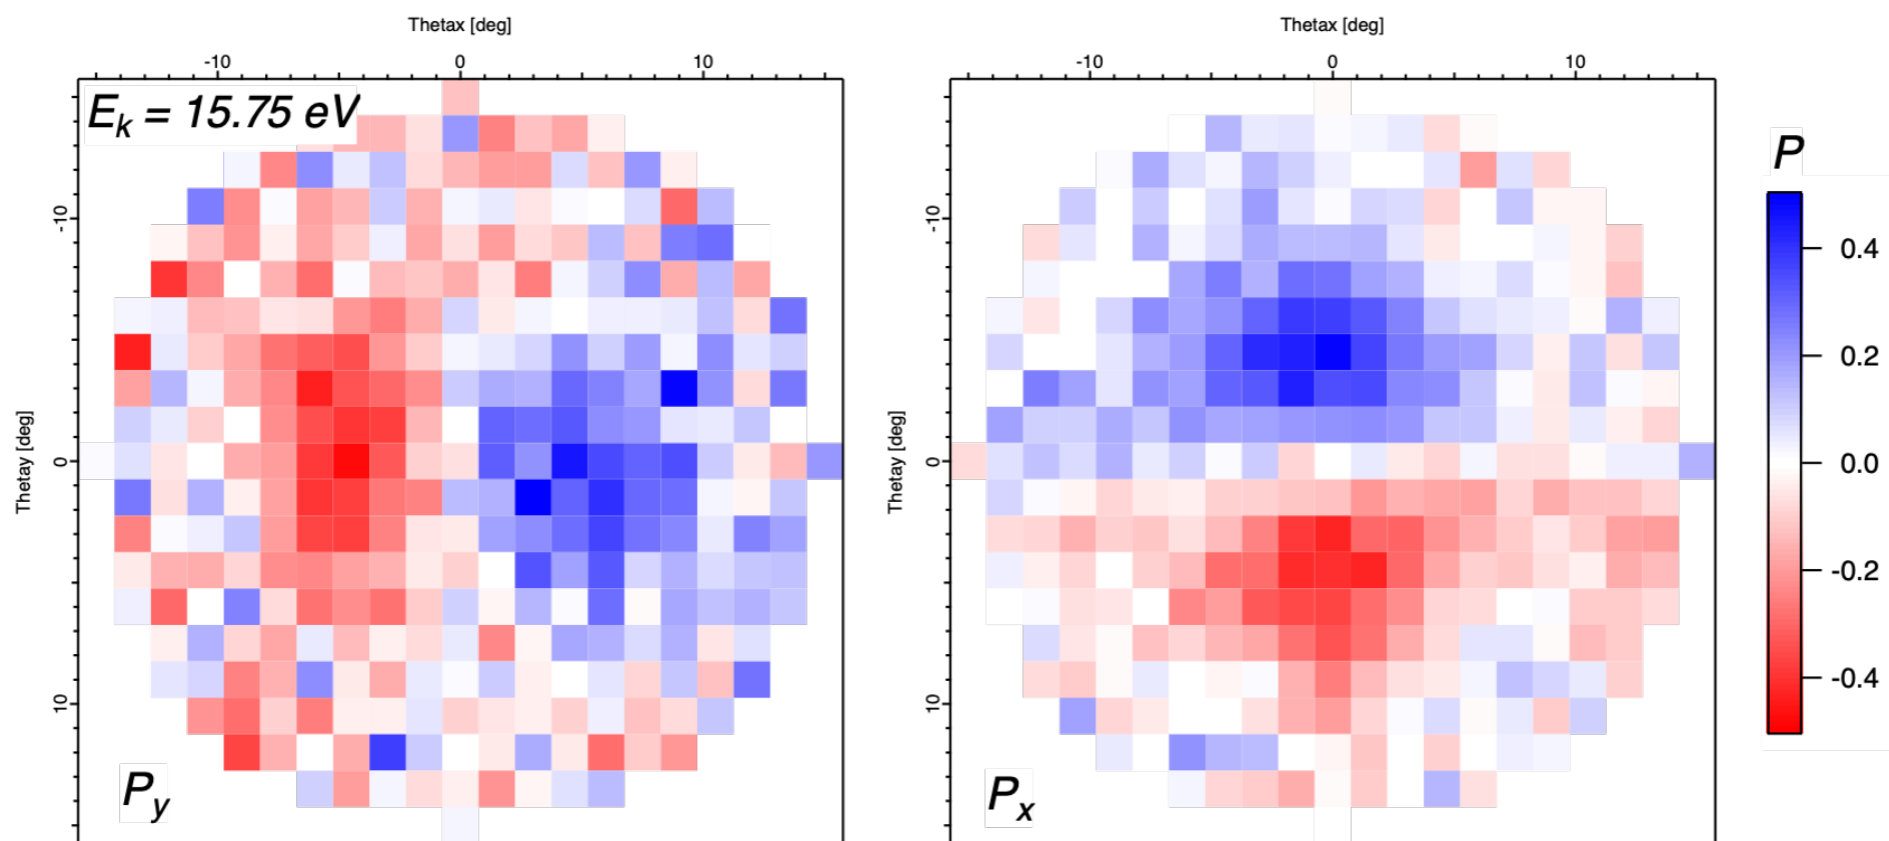 Thetax [deg]
-10 0 10
E_k = 15.75 eV
Thetay [deg]
-10
0
10
P_y
Thetax [deg]
-10 0 10
Thetay [deg]
-10
0
10
P_x
P
0.4
0.2
0.0
-0.2
-0.4